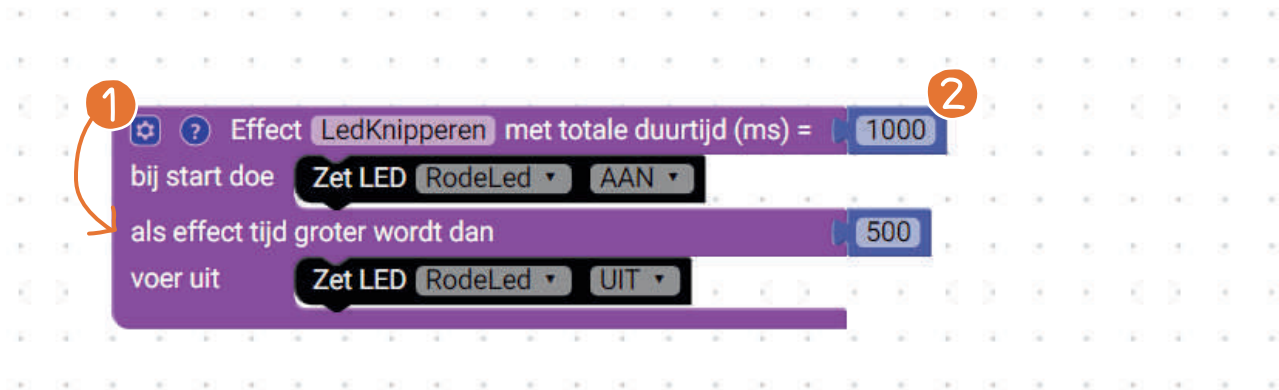 1 2
? Effect LedKnipperen met totale duurtijd (ms) = 1000
bij start doe Zet LED RodeLed AAN
als effect tijd groter wordt dan 500
voer uit Zet LED RodeLed UIT